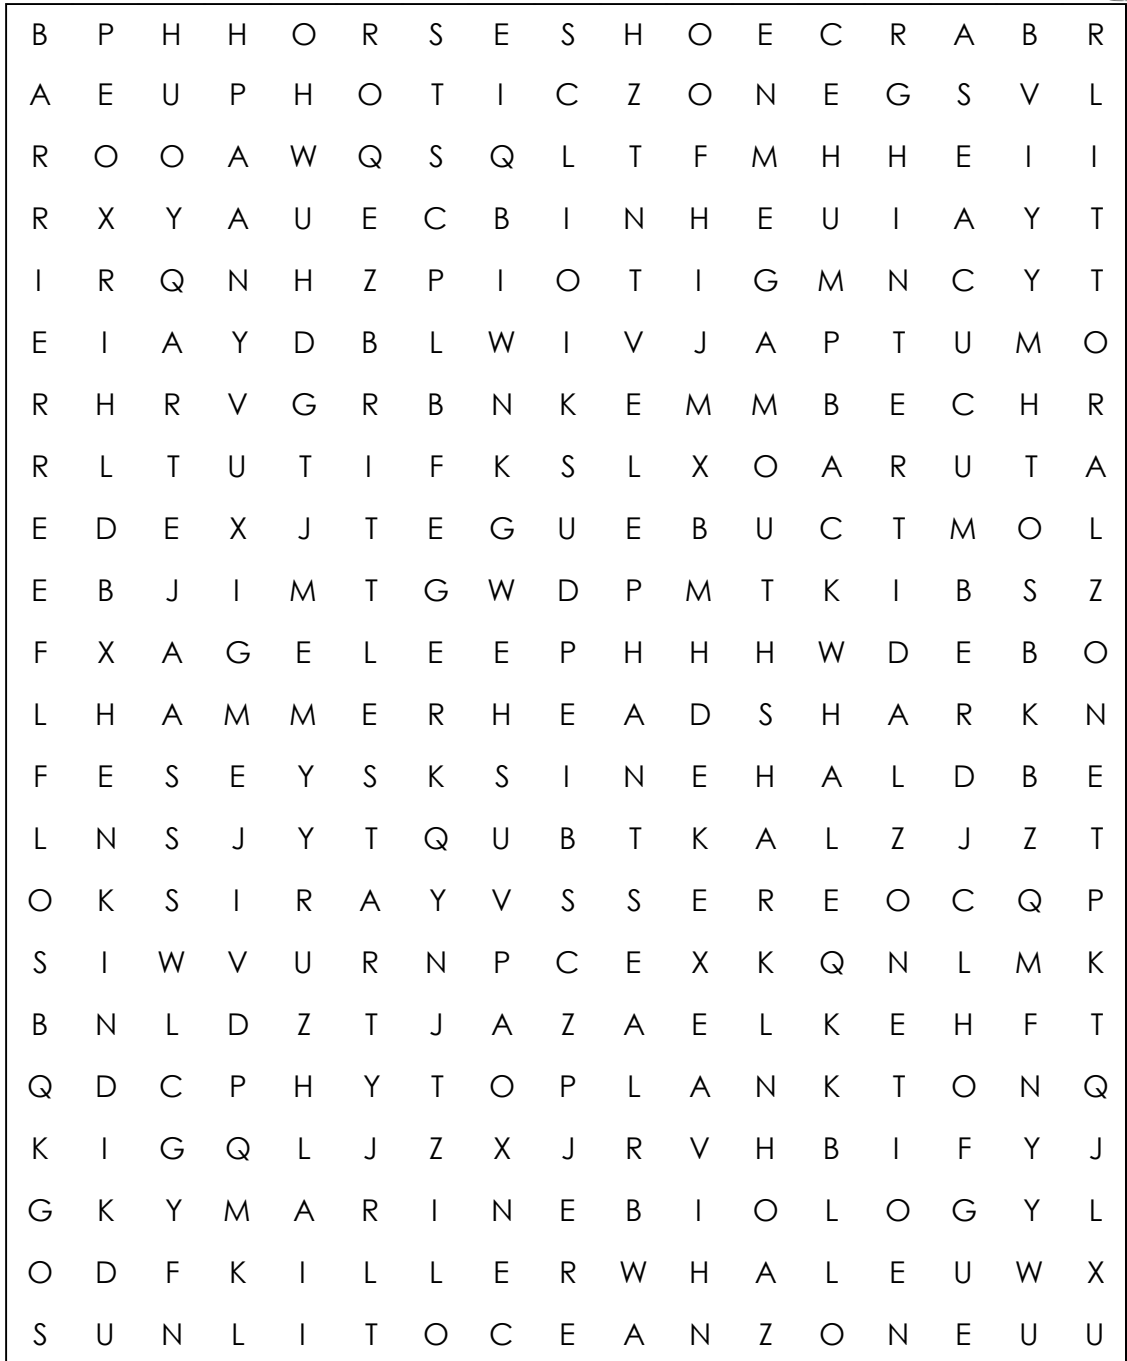 B P H H O R S E S H O E C R A B R
A E U P H O T I C Z O N E G S V L
R O O A W Q S Q L T F M H H E I I
R X Y A U E C B I N H E U I A Y T
I R Q N H Z P I O T I G M N C Y T
E I A Y D B L W I V J A P T U M O
R H R V G R B N K E M M B E C H R
R L T U T I F K S L X O A R U T A
E D E X J T E G U E B U C T M O L
E B J I M T G W D P M T K I B S Z
F X A G E L E E P H H H W D E B O
L H A M M E R H E A D S H A R K N
F E S E Y S K S I N E H A L D B E
L N S J Y T Q U B T K A L Z J Z T
O K S I R A Y V S S E R E O C Q P
S I W V U R N P C E X K Q N L M K
B N L D Z T J A Z A E L K E H F T
Q D C P H Y T O P L A N K T O N Q
K I G Q L J Z X J R V H B I F Y J
G K Y M A R I N E B I O L O G Y L
O D F K I L L E R W H A L E U W X
S U N L I T O C E A N Z O N E U U